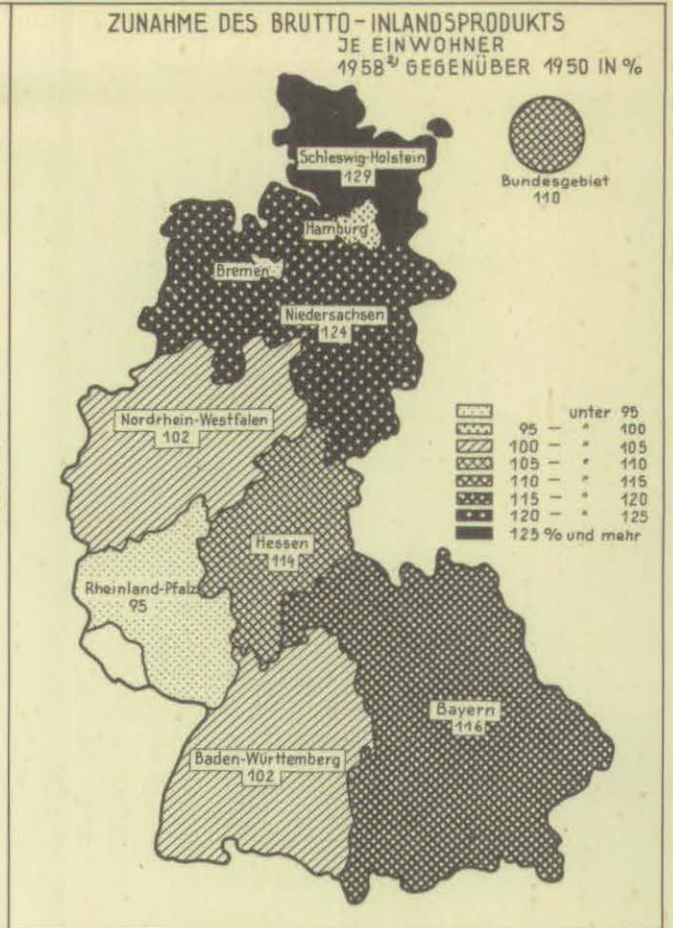 ZUNAHME DES BRUTTO-INLANDSPRODUKTS
JE EINWOHNER
1958²⁾ GEGENÜBER 1950 IN %
Schleswig-Holstein
129
Bundesgebiet
110
Hamburg
Bremen
Niedersachsen
124
Nordrhein-Westfalen
102
unter 95
95 — " 100
100 — " 105
105 — " 110
110 — " 115
115 — " 120
120 — " 125
125 % und mehr
Hessen
114
Rheinland-Pfalz
95
Bayern
116
Baden-Württemberg
102